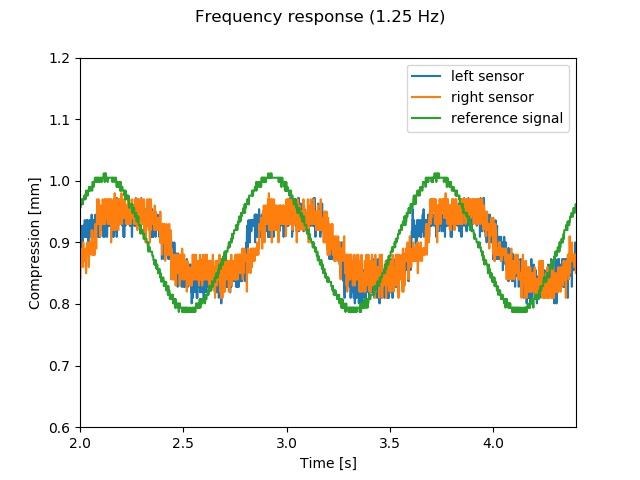 Frequency response (1.25 Hz)
left sensor
right sensor
reference signal
1.2
1.1
1.0
0.9
0.8
0.7
0.6
Compression [mm]
2.0 2.5 3.0 3.5 4.0
Time [s]